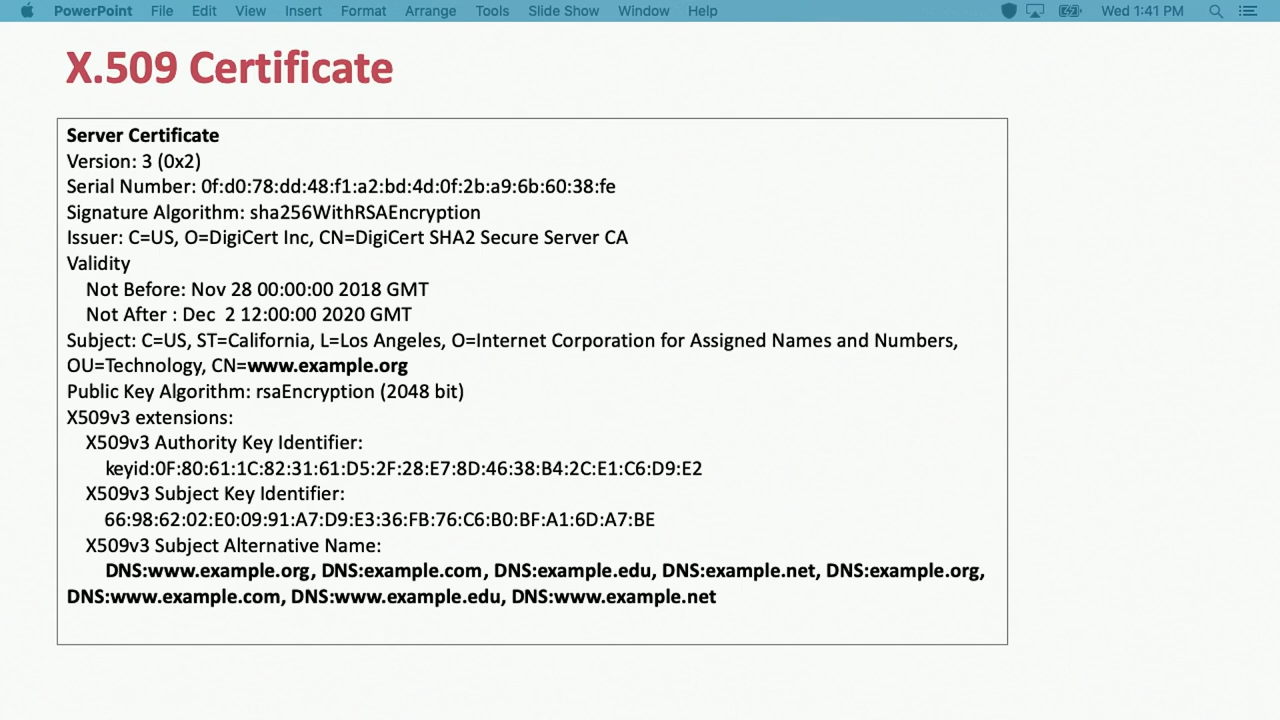 PowerPoint File Edit View Insert Format Arrange Tools Slide Show Window Help Wed 1:41 PM
X.509 Certificate
Server Certificate
Version: 3 (0x2)
Serial Number: 0f:d0:78:dd:48:f1:a2:bd:4d:0f:2b:a9:6b:60:38:fe
Signature Algorithm: sha256WithRSAEncryption
Issuer: C=US, O=DigiCert Inc, CN=DigiCert SHA2 Secure Server CA
Validity
Not Before: Nov 28 00:00:00 2018 GMT
Not After : Dec  2 12:00:00 2020 GMT
Subject: C=US, ST=California, L=Los Angeles, O=Internet Corporation for Assigned Names and Numbers,
OU=Technology, CN=www.example.org
Public Key Algorithm: rsaEncryption (2048 bit)
X509v3 extensions:
X509v3 Authority Key Identifier:
keyid:0F:80:61:1C:82:31:61:D5:2F:28:E7:8D:46:38:B4:2C:E1:C6:D9:E2
X509v3 Subject Key Identifier:
66:98:62:02:E0:09:91:A7:D9:E3:36:FB:76:C6:B0:BF:A1:6D:A7:BE
X509v3 Subject Alternative Name:
DNS:www.example.org, DNS:example.com, DNS:example.edu, DNS:example.net, DNS:example.org,
DNS:www.example.com, DNS:www.example.edu, DNS:www.example.net